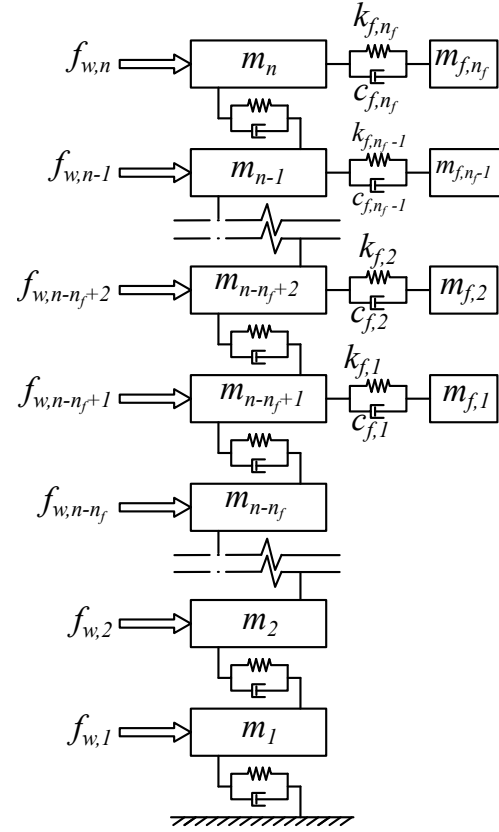 k_{f,n_f}
f_{w,n} m_n m_{f,n_f}
c_{f,n_f}
k_{f,n_f-1}
f_{w,n-1} m_{n-1} m_{f,n_f-1}
c_{f,n_f-1}
k_{f,2}
f_{w,n-n_f+2} m_{n-n_f+2} m_{f,2}
c_{f,2}
k_{f,1}
f_{w,n-n_f+1} m_{n-n_f+1} m_{f,1}
c_{f,1}
f_{w,n-n_f} m_{n-n_f}
f_{w,2} m_2
f_{w,1} m_1